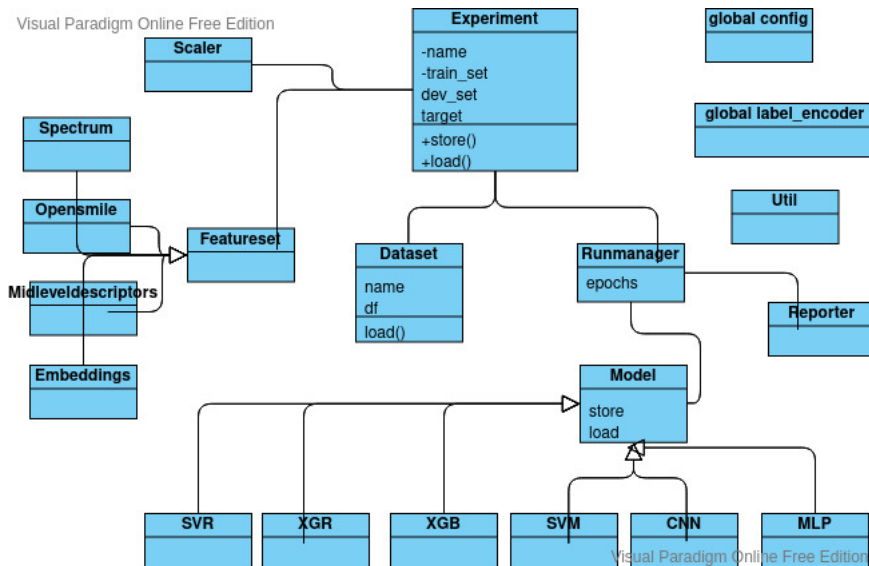 Visual Paradigm Online Free Edition
Experiment
-name
-train_set
dev_set
target
+store()
+load()
global config
Scaler
global label_encoder
Spectrum
Opensmile
Featureset
Util
Dataset
name
df
load()
Runmanager
epochs
Midleveldescriptors
Reporter
Embeddings
Model
store
load
SVR
XGR
XGB
SVM
CNN
MLP
Visual Paradigm Online Free Edition